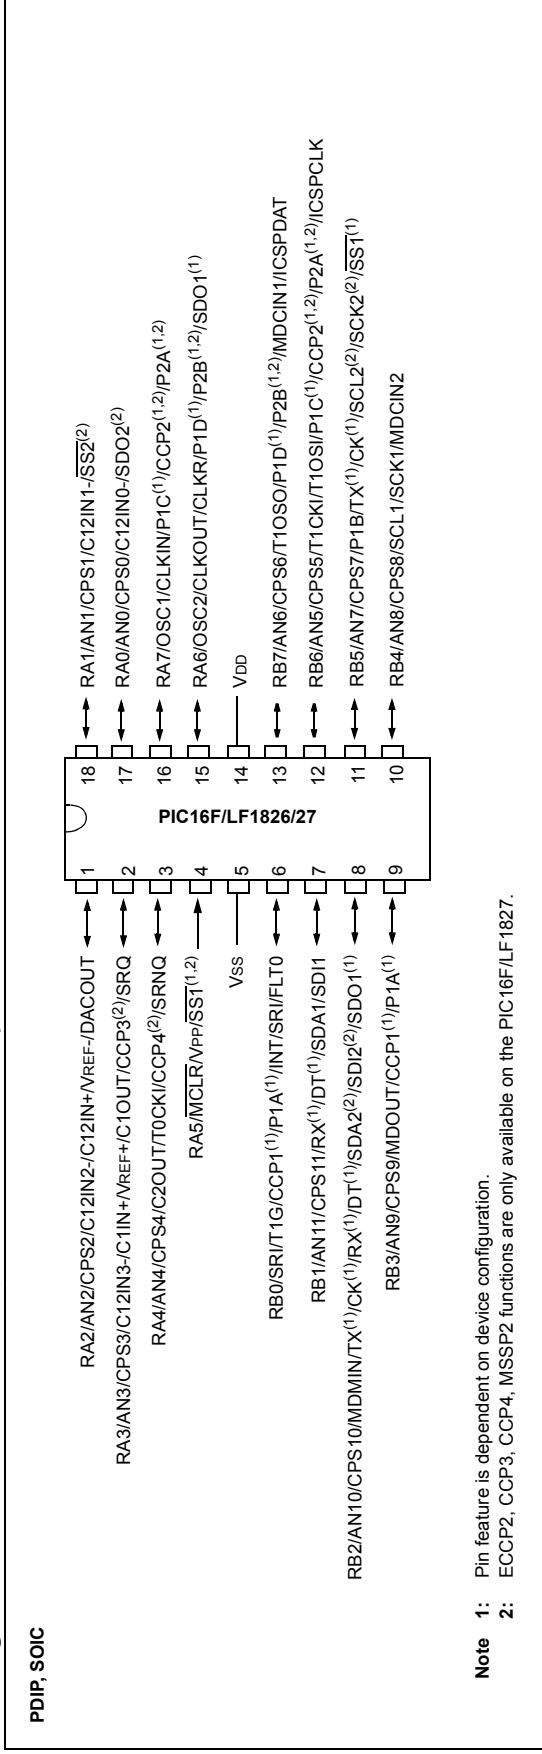 PDIP, SOIC
RA2/AN2/CPS2/C12IN2-/C12IN+/VREF-/DACOUT
RA3/AN3/CPS3/C12IN3-/C1IN+/VREF+/C1OUT/CCP3(2)/SRQ
RA4/AN4/CPS4/C2OUT/T0CKI/CCP4(2)/SRNQ
RA5/MCLR/VPP/SS1(1,2)
VSS
RB0/SRI/T1G/CCP1(1)/P1A(1)/INT/SRI/FLT0
RB1/AN11/CPS11/RX(1)/DT(1)/SDA1/SDI1
RB2/AN10/CPS10/MDMIN/TX(1)/CK(1)/RX(1)/DT(1)/SDA2(2)/SDI2(2)/SDO1(1)
RB3/AN9/CPS9/MDOUT/CCP1(1)/P1A(1)
1
2
3
4
5
6
7
8
9
PIC16F/LF1826/27
18
17
16
15
14
13
12
11
10
RA1/AN1/CPS1/C12IN1-/SS2(2)
RA0/AN0/CPS0/C12IN0-/SDO2(2)
RA7/OSC1/CLKIN/P1C(1)/CCP2(1,2)/P2A(1,2)
RA6/OSC2/CLKOUT/CLKR/P1D(1)/P2B(1,2)/SDO1(1)
VDD
RB7/AN6/CPS6/T1OSO/P1D(1)/P2B(1,2)/MDCIN1/ICSPDAT
RB6/AN5/CPS5/T1CKI/T1OSI/P1C(1)/CCP2(1,2)/P2A(1,2)/ICSPCLK
RB5/AN7/CPS7/P1B/TX(1)/CK(1)/SCL2(2)/SCK2(2)/SS1(1)
RB4/AN8/CPS8/SCL1/SCK1/MDCIN2
Note 1: Pin feature is dependent on device configuration.
2: ECCP2, CCP3, CCP4, MSSP2 functions are only available on the PIC16F/LF1827.